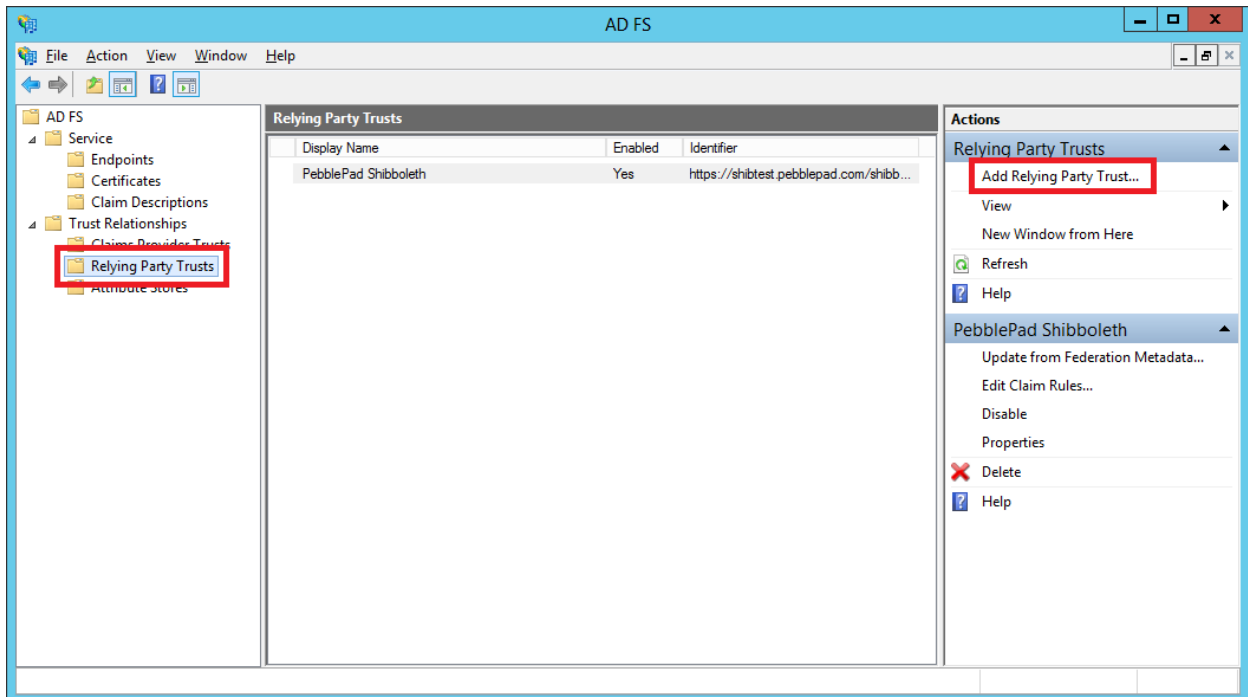 AD FS
File Action View Window Help
AD FS
Service
Endpoints
Certificates
Claim Descriptions
Trust Relationships
Claims Provider Trusts
Relying Party Trusts
Attribute Stores
Relying Party Trusts
Display Name Enabled Identifier
PebblePad Shibboleth Yes https://shibtest.pebblepad.com/shibb...
Actions
Relying Party Trusts
Add Relying Party Trust...
View
New Window from Here
Refresh
Help
PebblePad Shibboleth
Update from Federation Metadata...
Edit Claim Rules...
Disable
Properties
Delete
Help